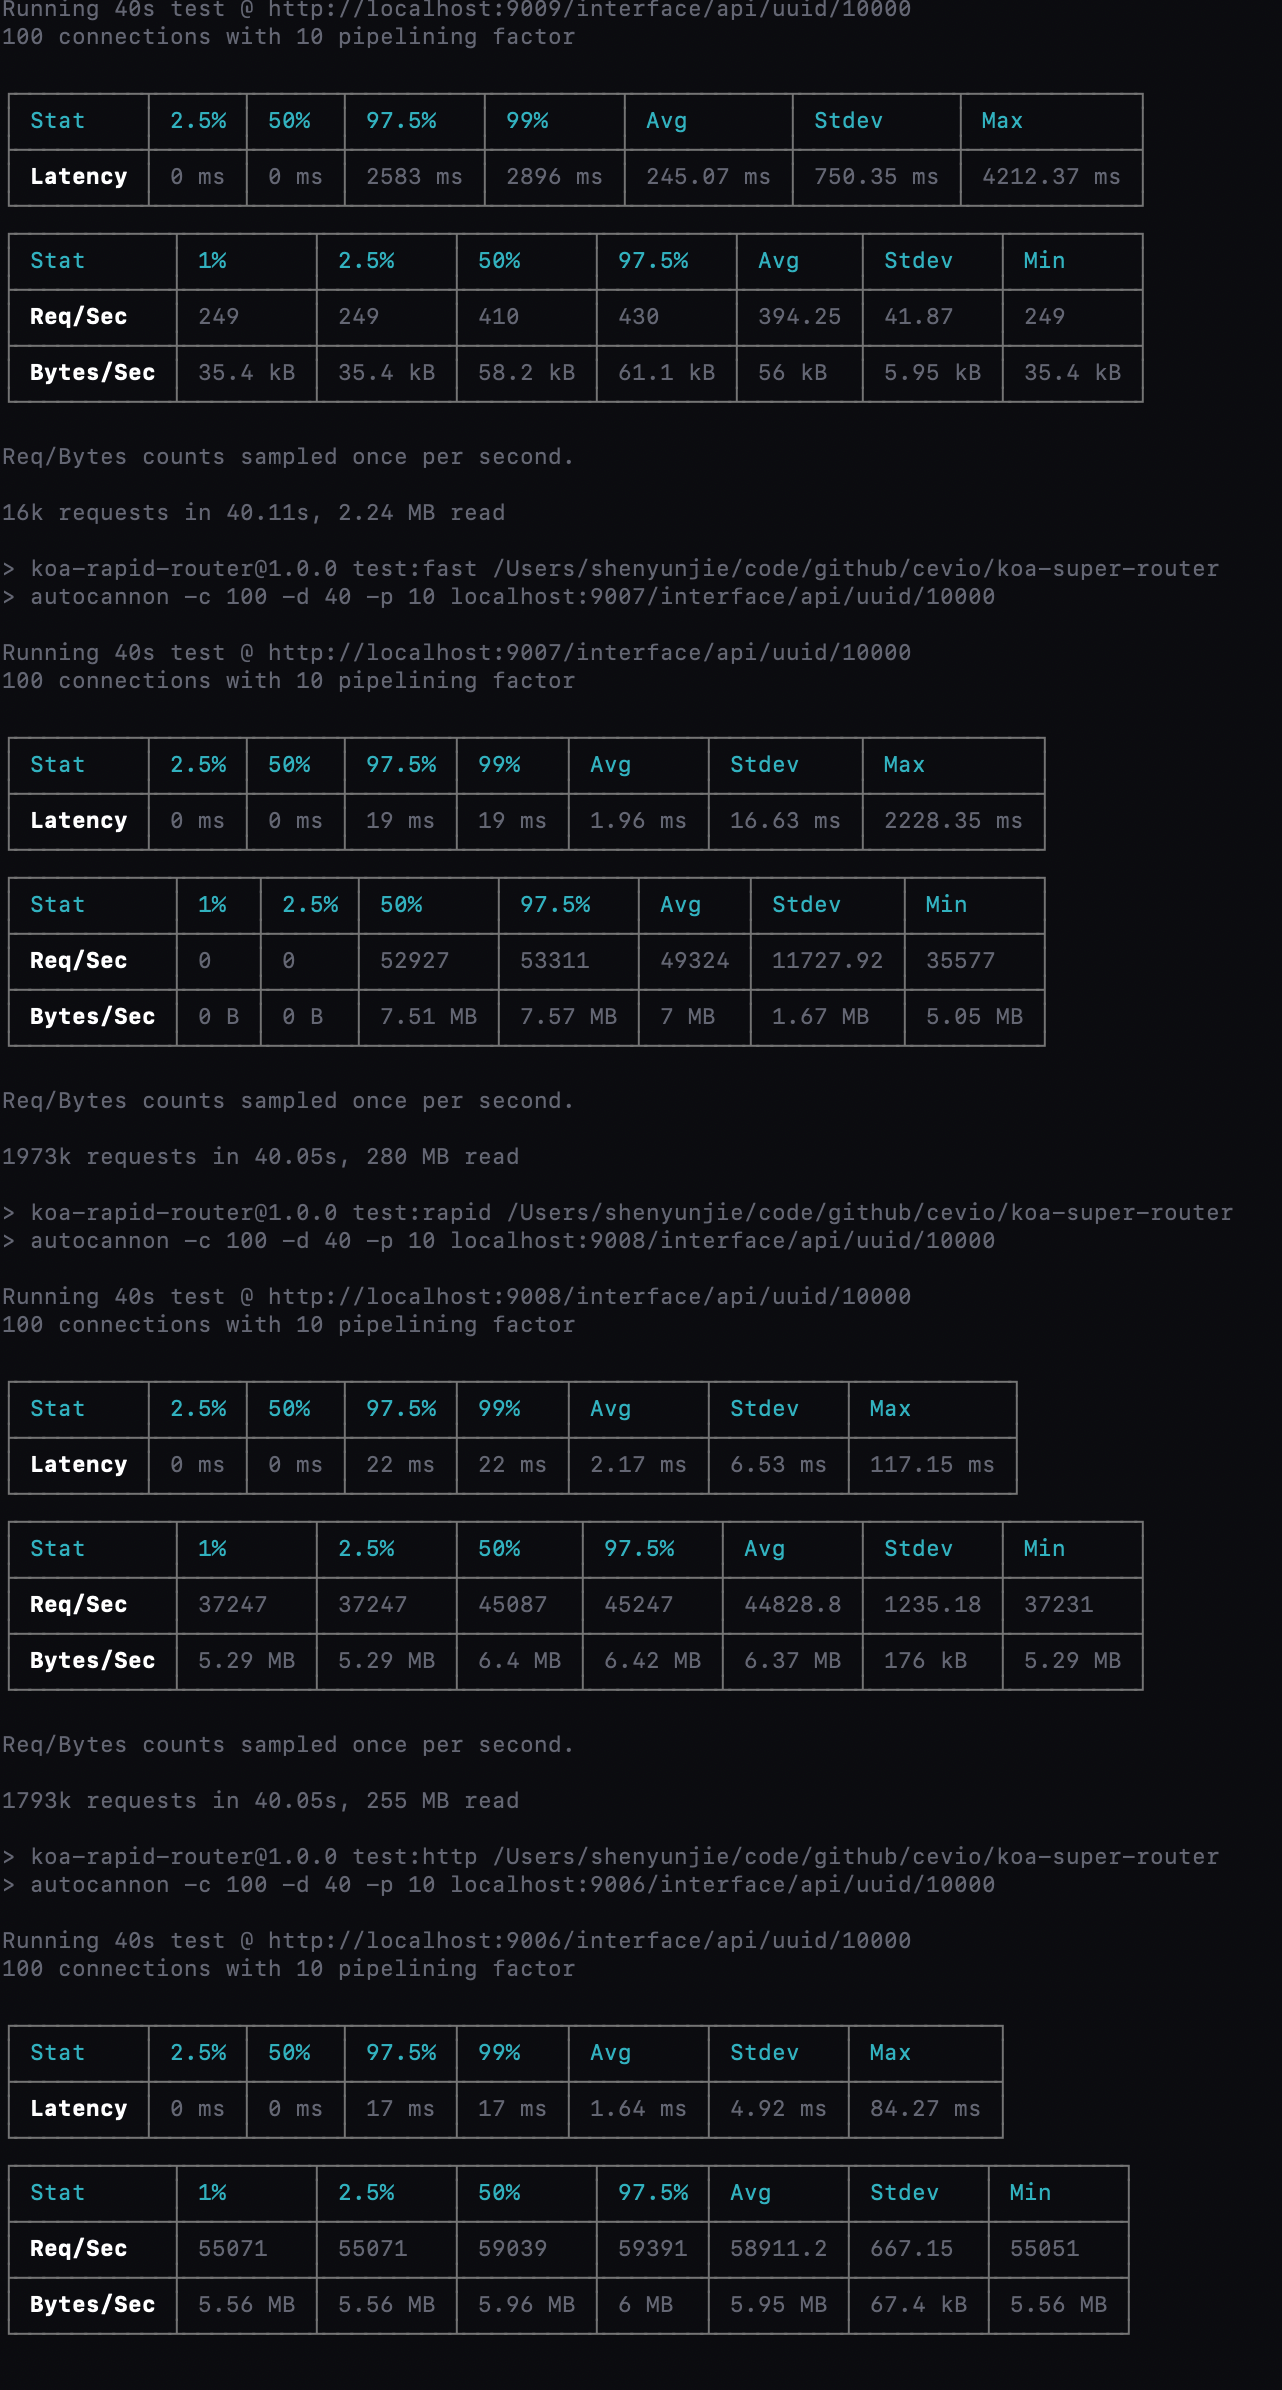 Running 40s test @ http://localhost:9009/interface/api/uuid/10000
100 connections with 10 pipelining factor
Stat 2.5% 50% 97.5% 99% Avg Stdev Max
Latency 0 ms 0 ms 2583 ms 2896 ms 245.07 ms 750.35 ms 4212.37 ms
Stat 1% 2.5% 50% 97.5% Avg Stdev Min
Req/Sec 249 249 410 430 394.25 41.87 249
Bytes/Sec 35.4 kB 35.4 kB 58.2 kB 61.1 kB 56 kB 5.95 kB 35.4 kB
Req/Bytes counts sampled once per second.
16k requests in 40.11s, 2.24 MB read
> koa-rapid-router@1.0.0 test:fast /Users/shenyunjie/code/github/cevio/koa-super-router
> autocannon -c 100 -d 40 -p 10 localhost:9007/interface/api/uuid/10000
Running 40s test @ http://localhost:9007/interface/api/uuid/10000
100 connections with 10 pipelining factor
Stat 2.5% 50% 97.5% 99% Avg Stdev Max
Latency 0 ms 0 ms 19 ms 19 ms 1.96 ms 16.63 ms 2228.35 ms
Stat 1% 2.5% 50% 97.5% Avg Stdev Min
Req/Sec 0 0 52927 53311 49324 11727.92 35577
Bytes/Sec 0 B 0 B 7.51 MB 7.57 MB 7 MB 1.67 MB 5.05 MB
Req/Bytes counts sampled once per second.
1973k requests in 40.05s, 280 MB read
> koa-rapid-router@1.0.0 test:rapid /Users/shenyunjie/code/github/cevio/koa-super-router
> autocannon -c 100 -d 40 -p 10 localhost:9008/interface/api/uuid/10000
Running 40s test @ http://localhost:9008/interface/api/uuid/10000
100 connections with 10 pipelining factor
Stat 2.5% 50% 97.5% 99% Avg Stdev Max
Latency 0 ms 0 ms 22 ms 22 ms 2.17 ms 6.53 ms 117.15 ms
Stat 1% 2.5% 50% 97.5% Avg Stdev Min
Req/Sec 37247 37247 45087 45247 44828.8 1235.18 37231
Bytes/Sec 5.29 MB 5.29 MB 6.4 MB 6.42 MB 6.37 MB 176 kB 5.29 MB
Req/Bytes counts sampled once per second.
1793k requests in 40.05s, 255 MB read
> koa-rapid-router@1.0.0 test:http /Users/shenyunjie/code/github/cevio/koa-super-router
> autocannon -c 100 -d 40 -p 10 localhost:9006/interface/api/uuid/10000
Running 40s test @ http://localhost:9006/interface/api/uuid/10000
100 connections with 10 pipelining factor
Stat 2.5% 50% 97.5% 99% Avg Stdev Max
Latency 0 ms 0 ms 17 ms 17 ms 1.64 ms 4.92 ms 84.27 ms
Stat 1% 2.5% 50% 97.5% Avg Stdev Min
Req/Sec 55071 55071 59039 59391 58911.2 667.15 55051
Bytes/Sec 5.56 MB 5.56 MB 5.96 MB 6 MB 5.95 MB 67.4 kB 5.56 MB